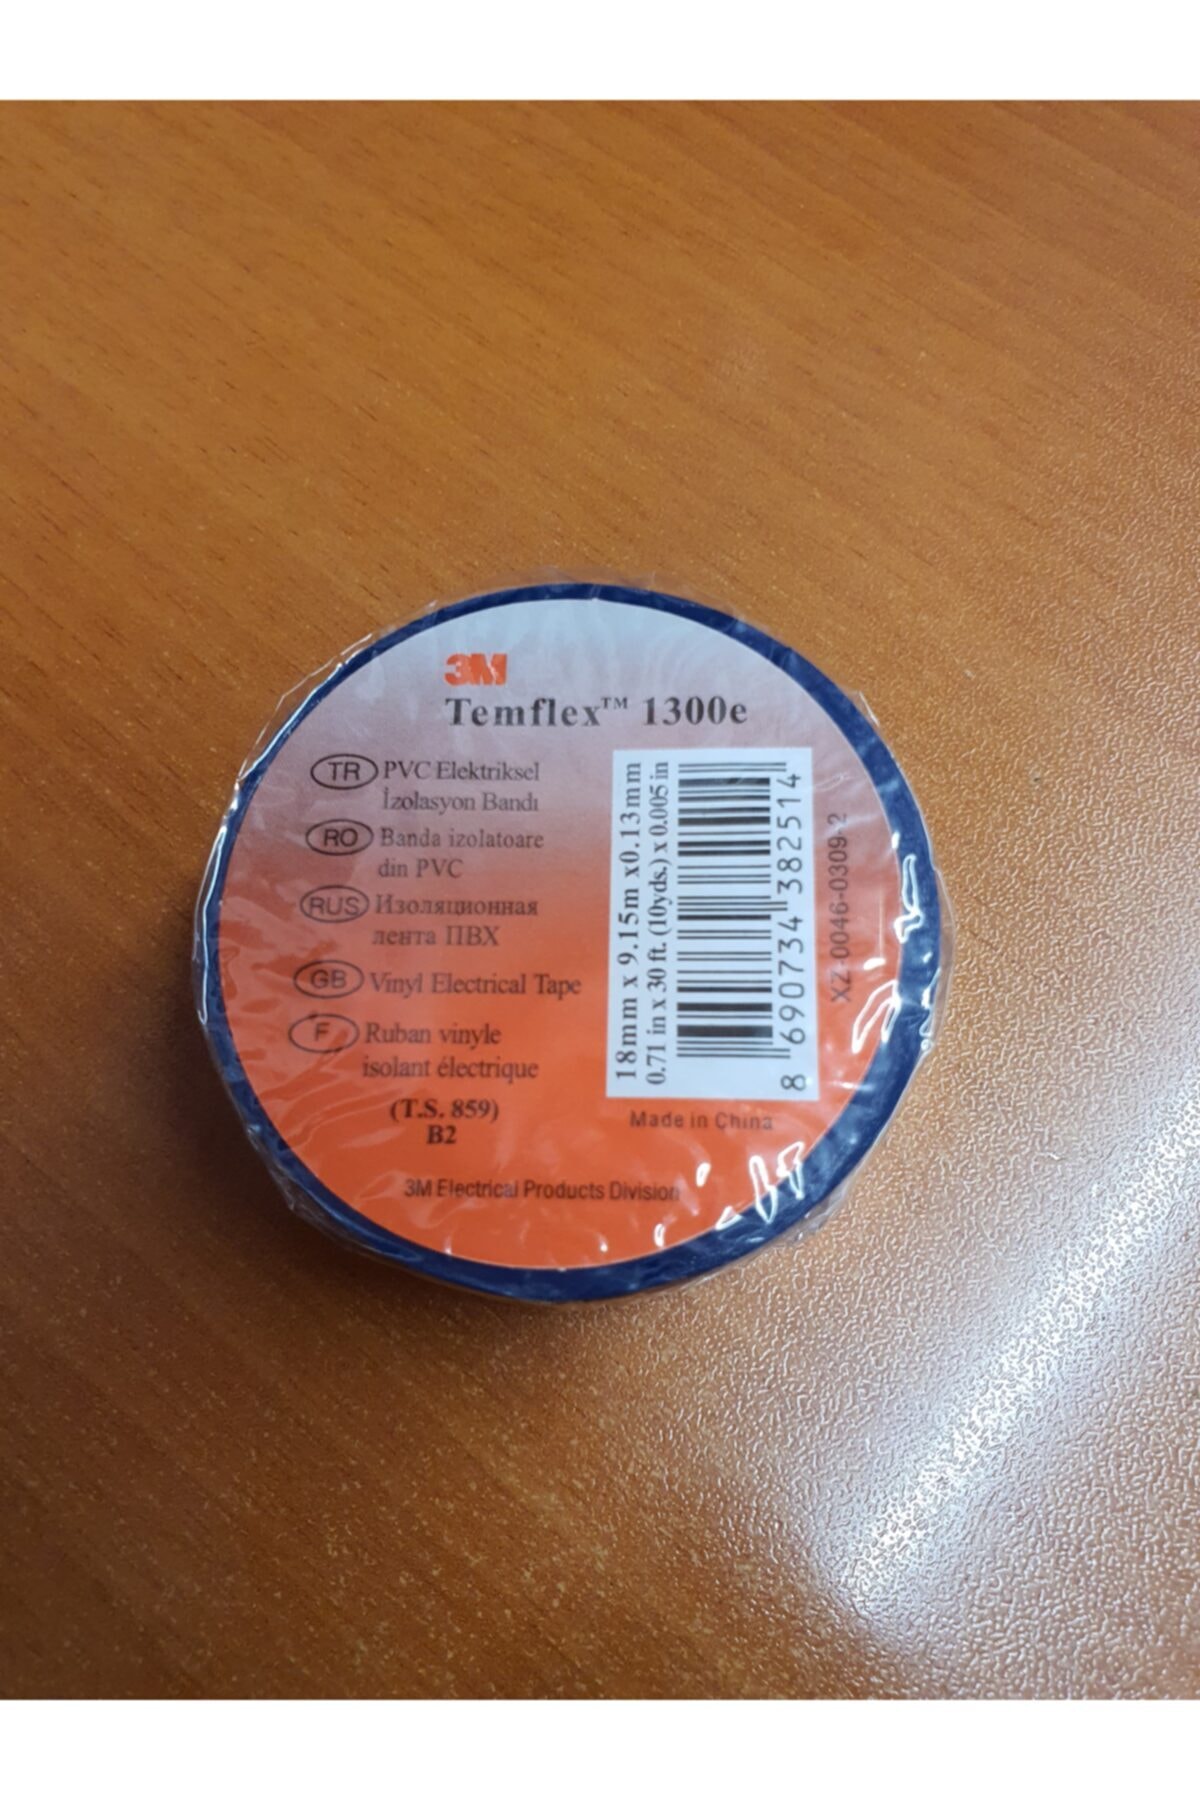 3M
Temflex™ 1300e
TR PVC Elektriksel
İzolasyon Bandı
RO Banda izolatoare
din PVC
RUS Изоляционная
лента ПВХ
GB Vinyl Electrical Tape
F Ruban vinyle
isolant électrique
(T.S. 859)
B2
3M Electrical Products Division
18mm x 9.15m x0.13mm
0.71 in x 30 ft. (10yds.) x 0.005 in
8 690734 382514
XZ-0046-0309-2
Made in China